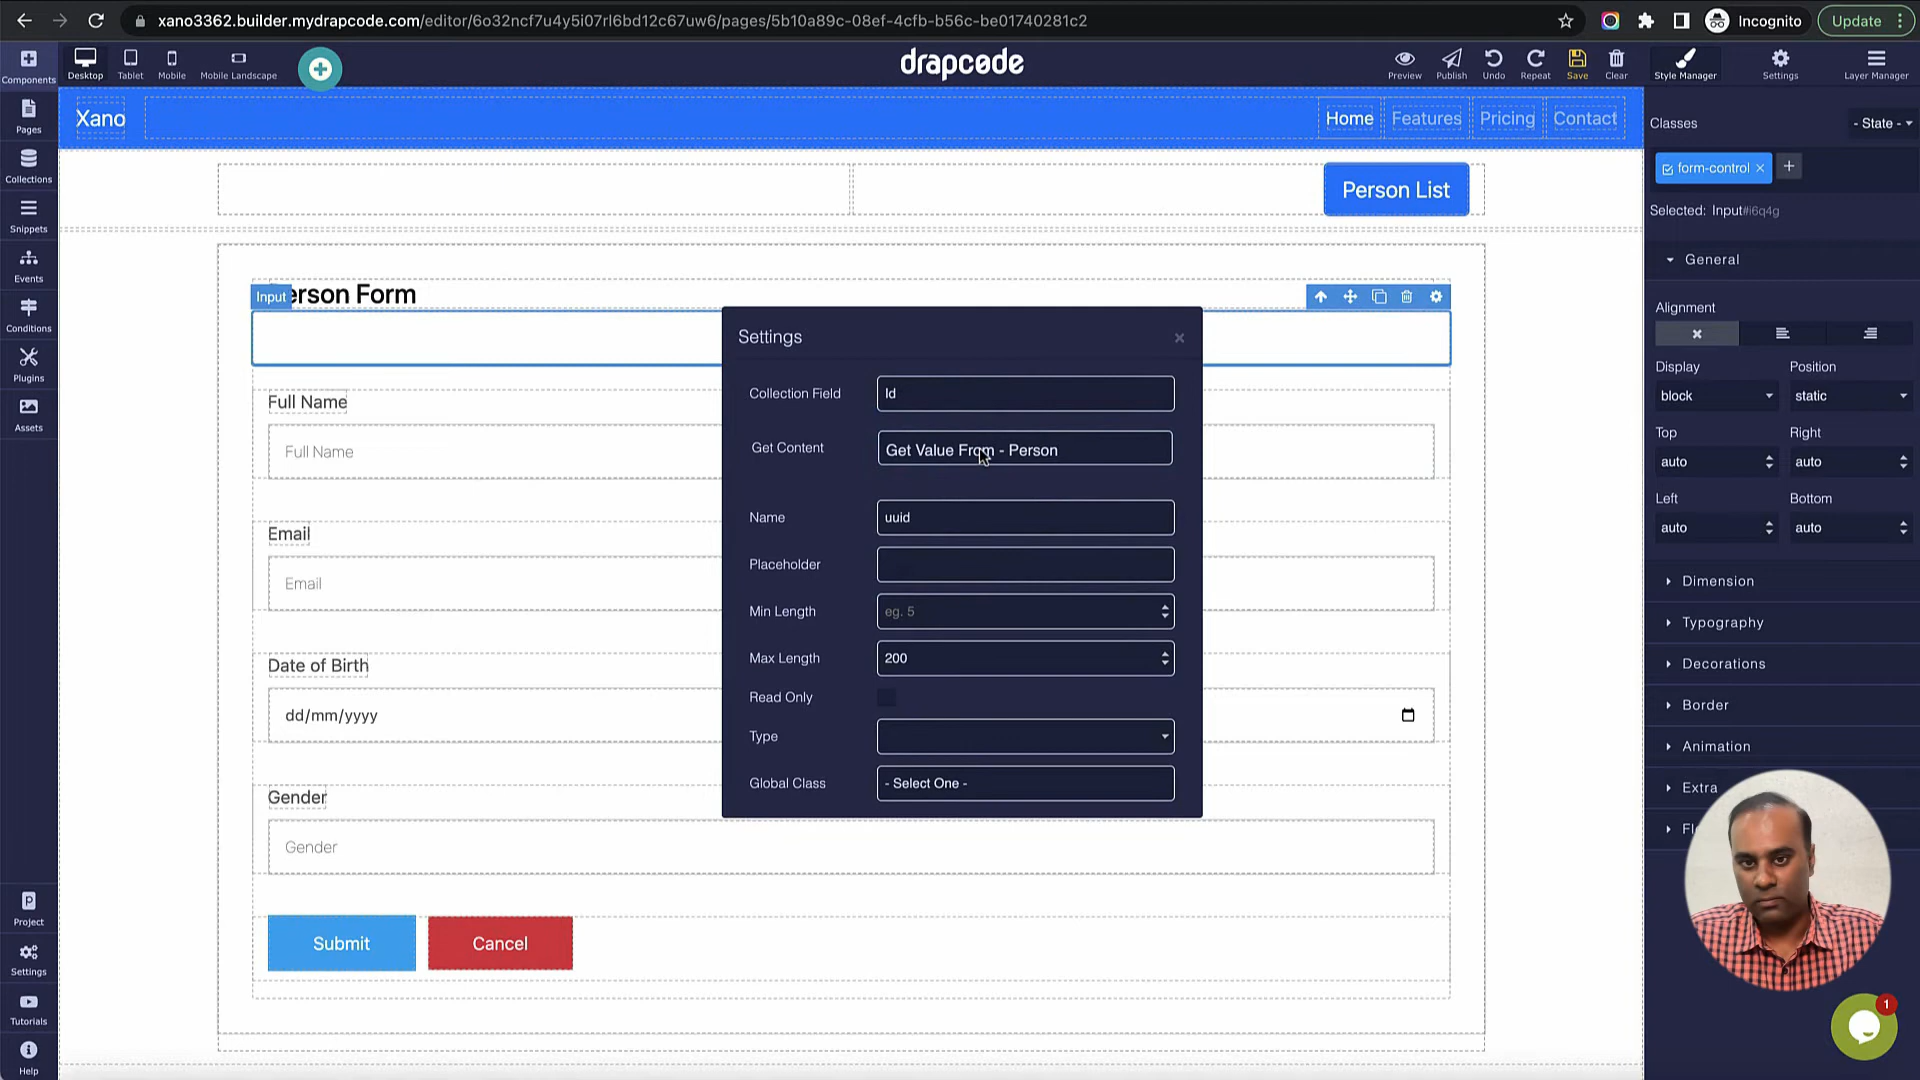 xano3362.builder.mydrapcode.com/editor/6o32ncf7u4y5i07rl6bd12c67uw6/pages/5b10a89c-08ef-4cfb-b56c-be01740281c2
Incognito
Update
Components
Desktop
Tablet
Mobile
Mobile Landscape
drapcode
Preview
Publish
Undo
Repeat
Save
Clear
Style Manager
Settings
Layer Manager
Pages
Collections
Snippets
Events
Conditions
Plugins
Assets
Project
Settings
Tutorials
Help
Xano
Home
Features
Pricing
Contact
Person List
Input
erson Form
Full Name
Full Name
Email
Email
Date of Birth
dd/mm/yyyy
Gender
Gender
Submit
Cancel
Settings
×
Collection Field
Id
Get Content
Get Value From - Person
Name
uuid
Placeholder
Min Length
eg. 5
Max Length
200
Read Only
Type
Global Class
- Select One -
Classes
- State -
form-control
+
Selected: Input#i6q4g
General
Alignment
Display
Position
block
static
Top
Right
auto
auto
Left
Bottom
auto
auto
Dimension
Typography
Decorations
Border
Animation
Extra
1